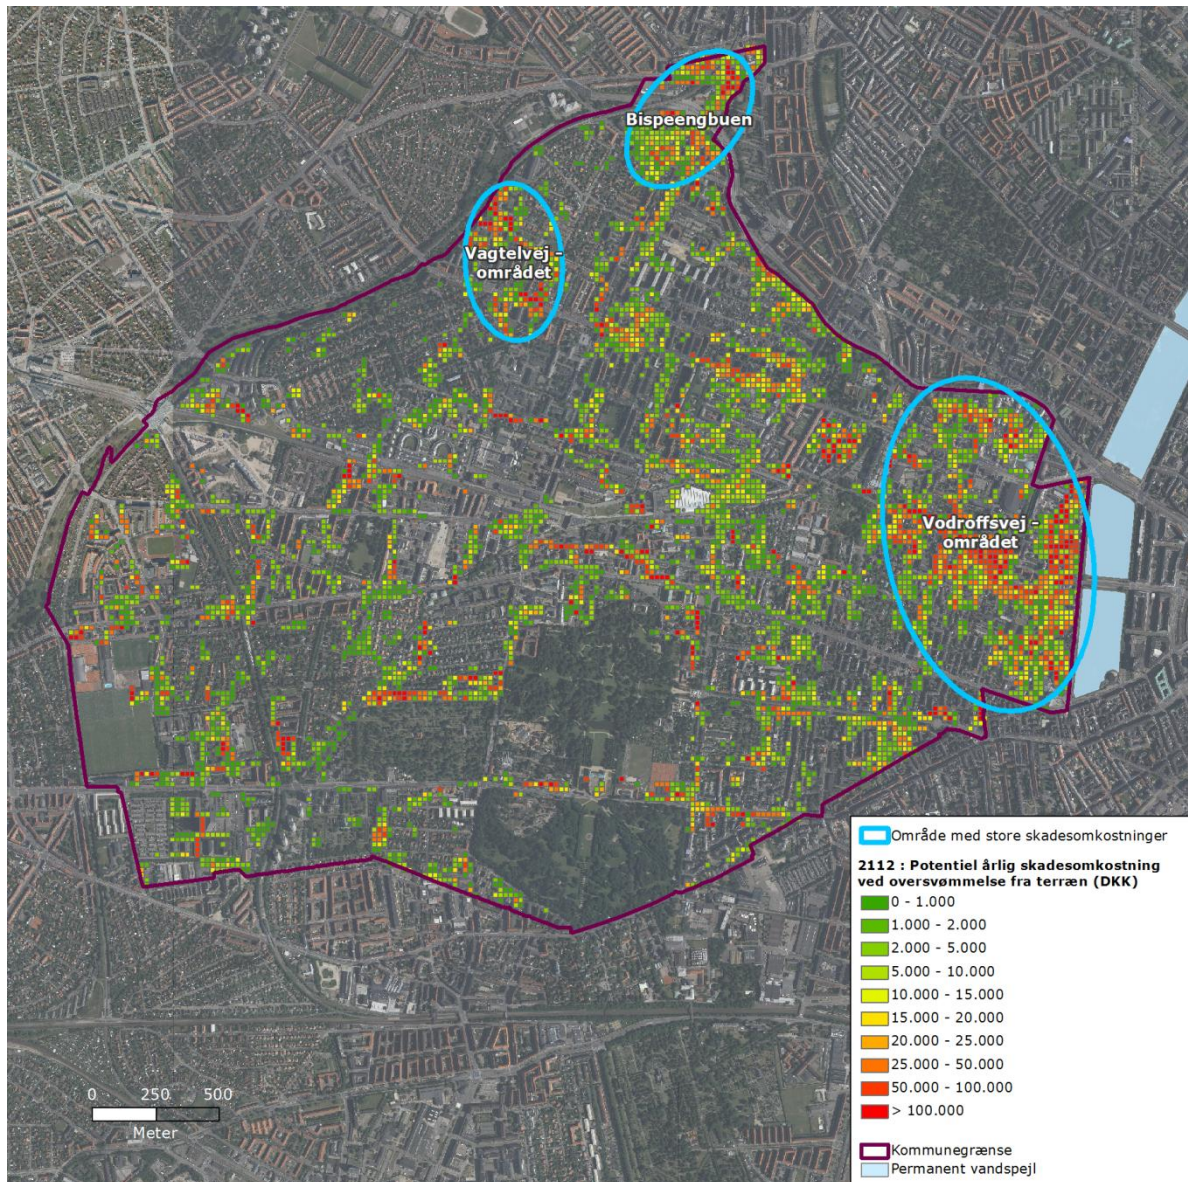 Bispeengbuen
Vagtelvej -
området
Vodroffsvej -
området
Område med store skadesomkostninger
2112 : Potentiel årlig skadesomkostning
ved oversvømmelse fra terræn (DKK)
0 - 1.000
1.000 - 2.000
2.000 - 5.000
5.000 - 10.000
10.000 - 15.000
15.000 - 20.000
20.000 - 25.000
25.000 - 50.000
50.000 - 100.000
> 100.000
Kommunegrænse
Permanent vandspejl
0 250 500
Meter